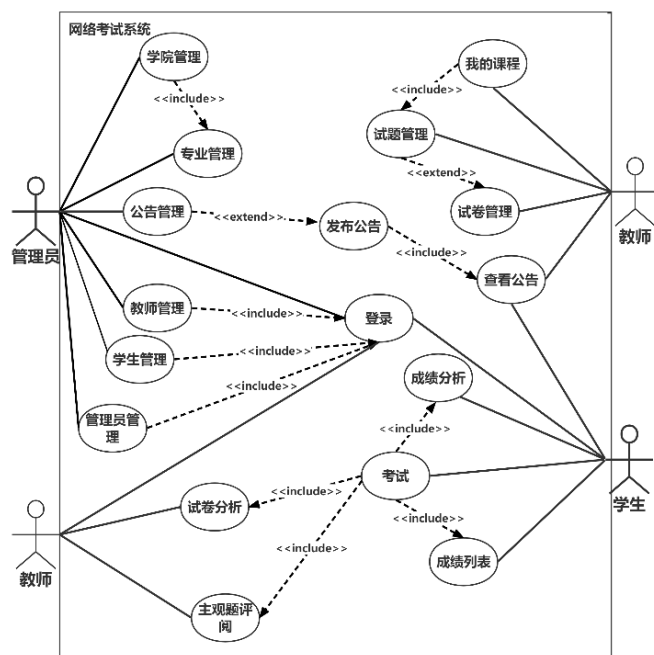 网络考试系统
学院管理
我的课程
<<include>>
<<include>>
试题管理
专业管理
<<extend>>
公告管理
<<extend>>
发布公告
试卷管理
管理员
教师
<<include>>
查看公告
教师管理
<<include>>
登录
学生管理
<<include>>
成绩分析
<<include>>
管理员管
理
<<include>>
考试
试卷分析
<<include>>
<<include>>
学生
<<include>>
成绩列表
教师
主观题评
阅